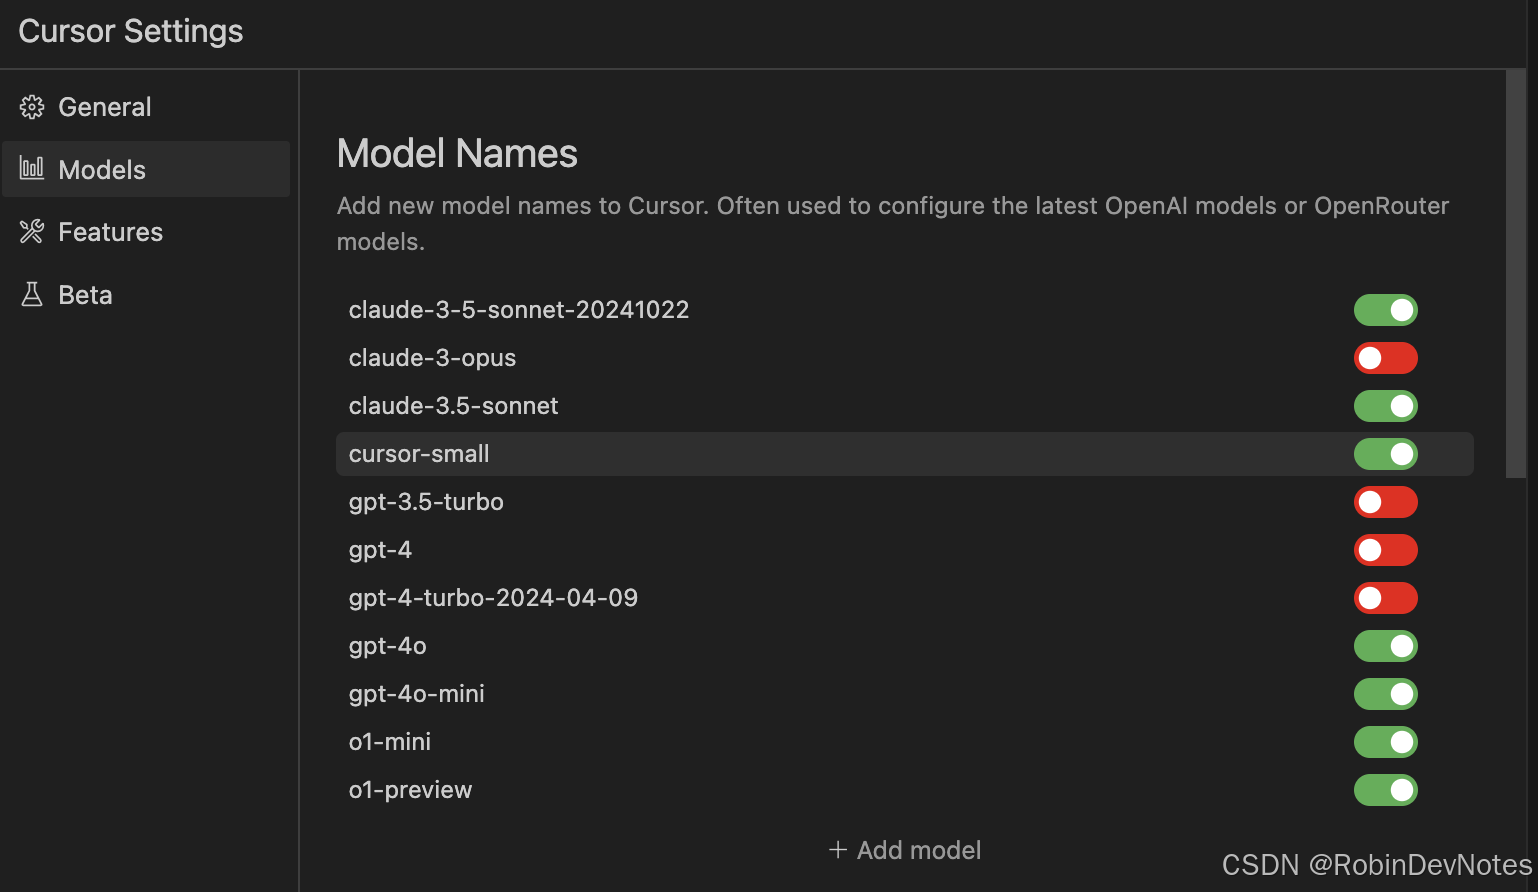 Cursor Settings
General
Models
Features
Beta
Model Names
Add new model names to Cursor. Often used to configure the latest OpenAI models or OpenRouter
models.
claude-3-5-sonnet-20241022
claude-3-opus
claude-3.5-sonnet
cursor-small
gpt-3.5-turbo
gpt-4
gpt-4-turbo-2024-04-09
gpt-4o
gpt-4o-mini
o1-mini
o1-preview
+ Add model
CSDN @RobinDevNotes